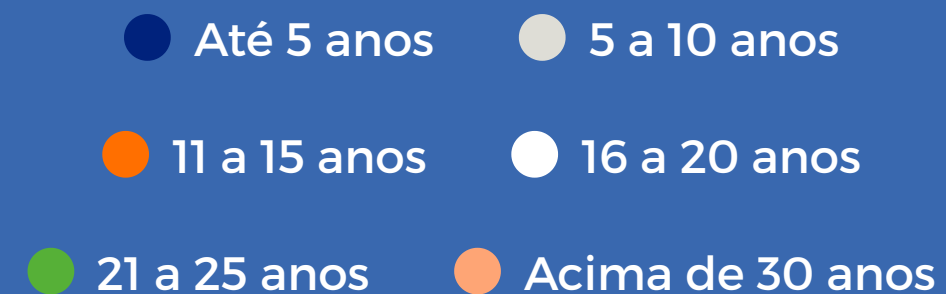 Até 5 anos 5 a 10 anos
11 a 15 anos 16 a 20 anos
21 a 25 anos Acima de 30 anos